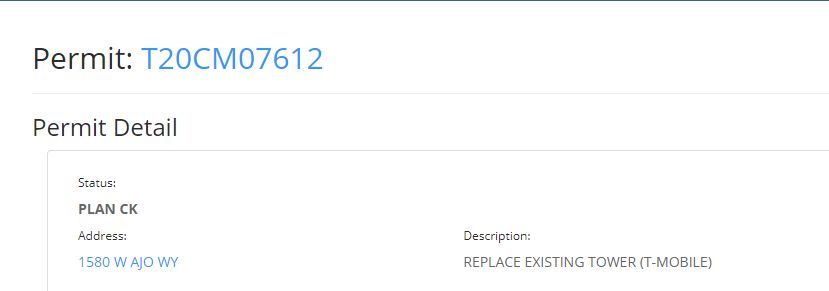 Permit: T20CM07612
Permit Detail
Status:
PLAN CK
Address:
1580 W AJO WY
Description:
REPLACE EXISTING TOWER (T-MOBILE)